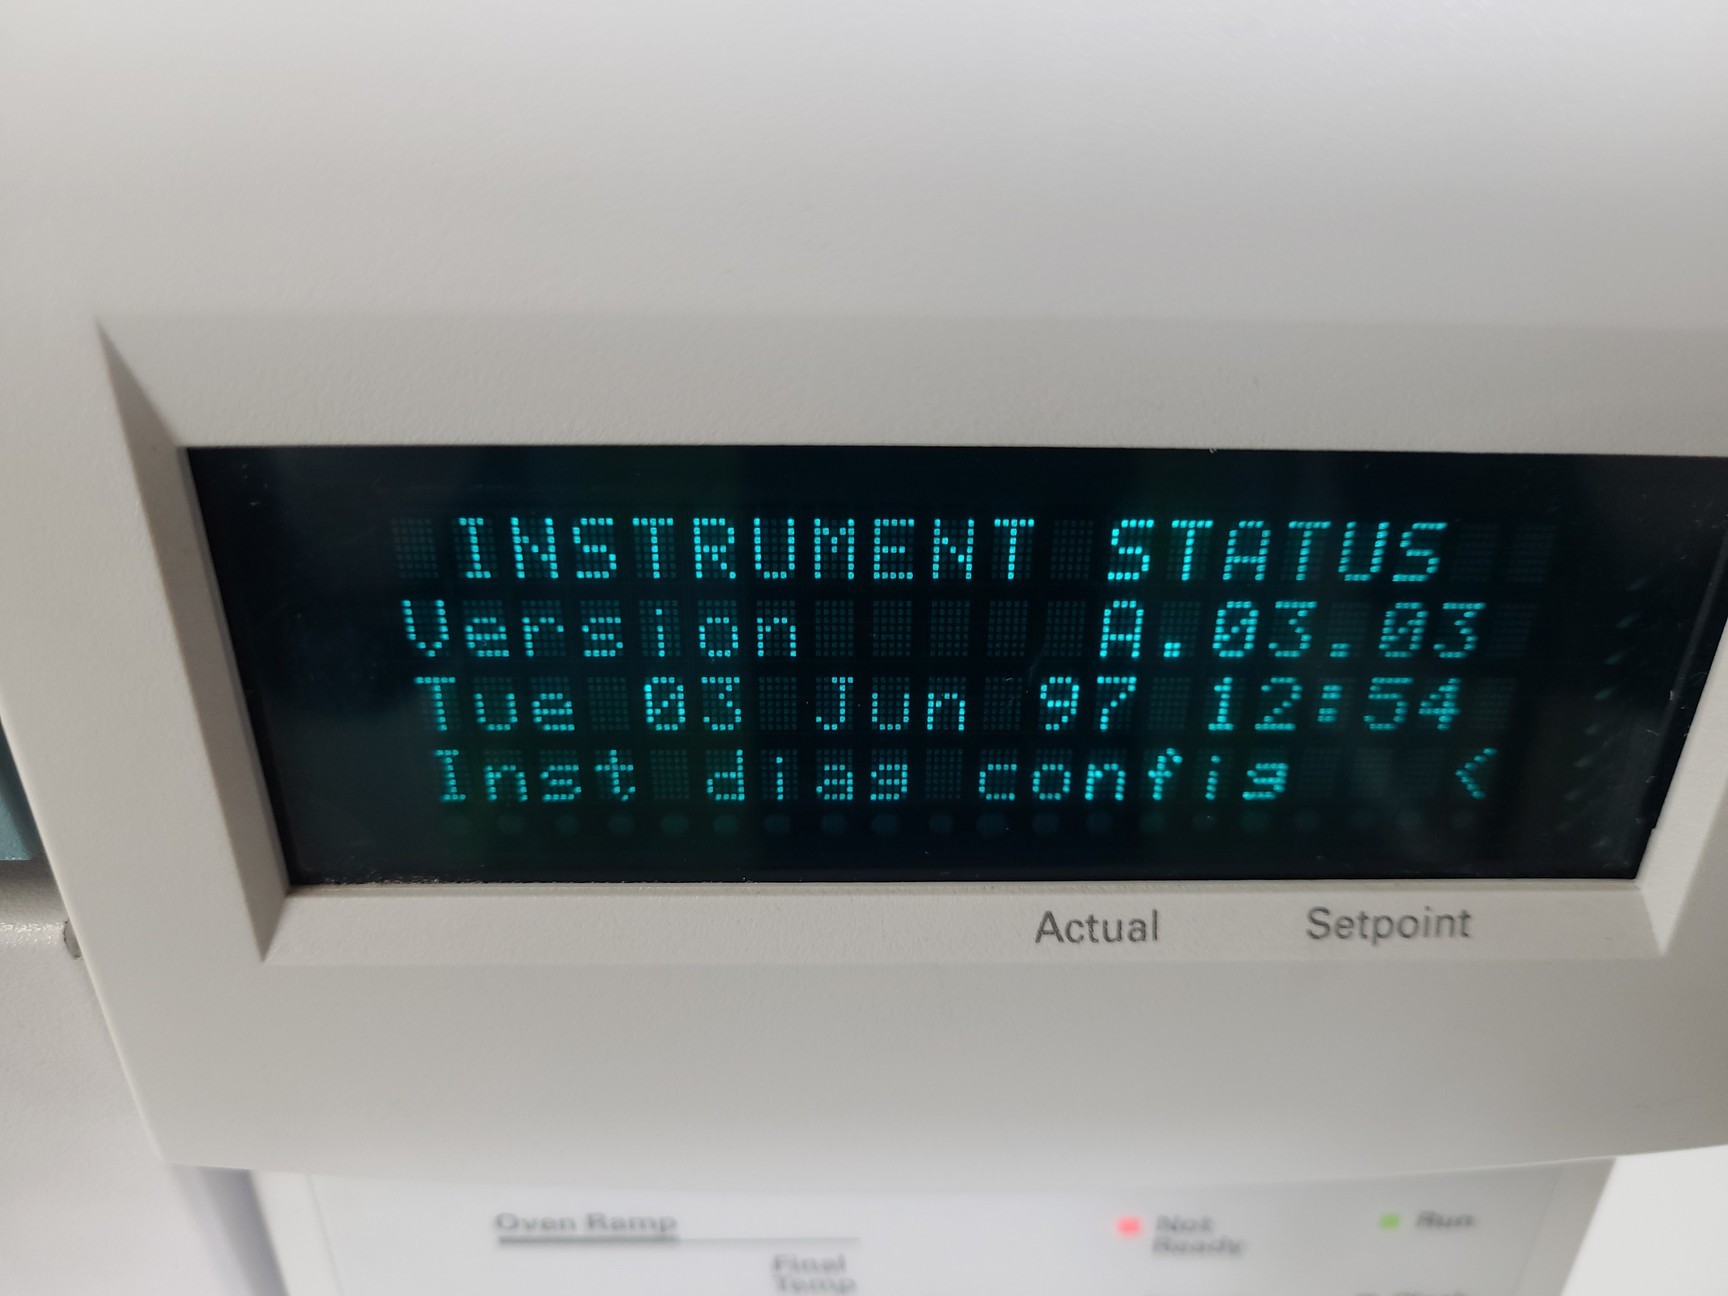 INSTRUMENT STATUS
Version A.03.03
Tue 03 Jun 97 12:54
Inst diag config <
Actual Setpoint
Oven Ramp
Not
Ready
Run
Final
Temp